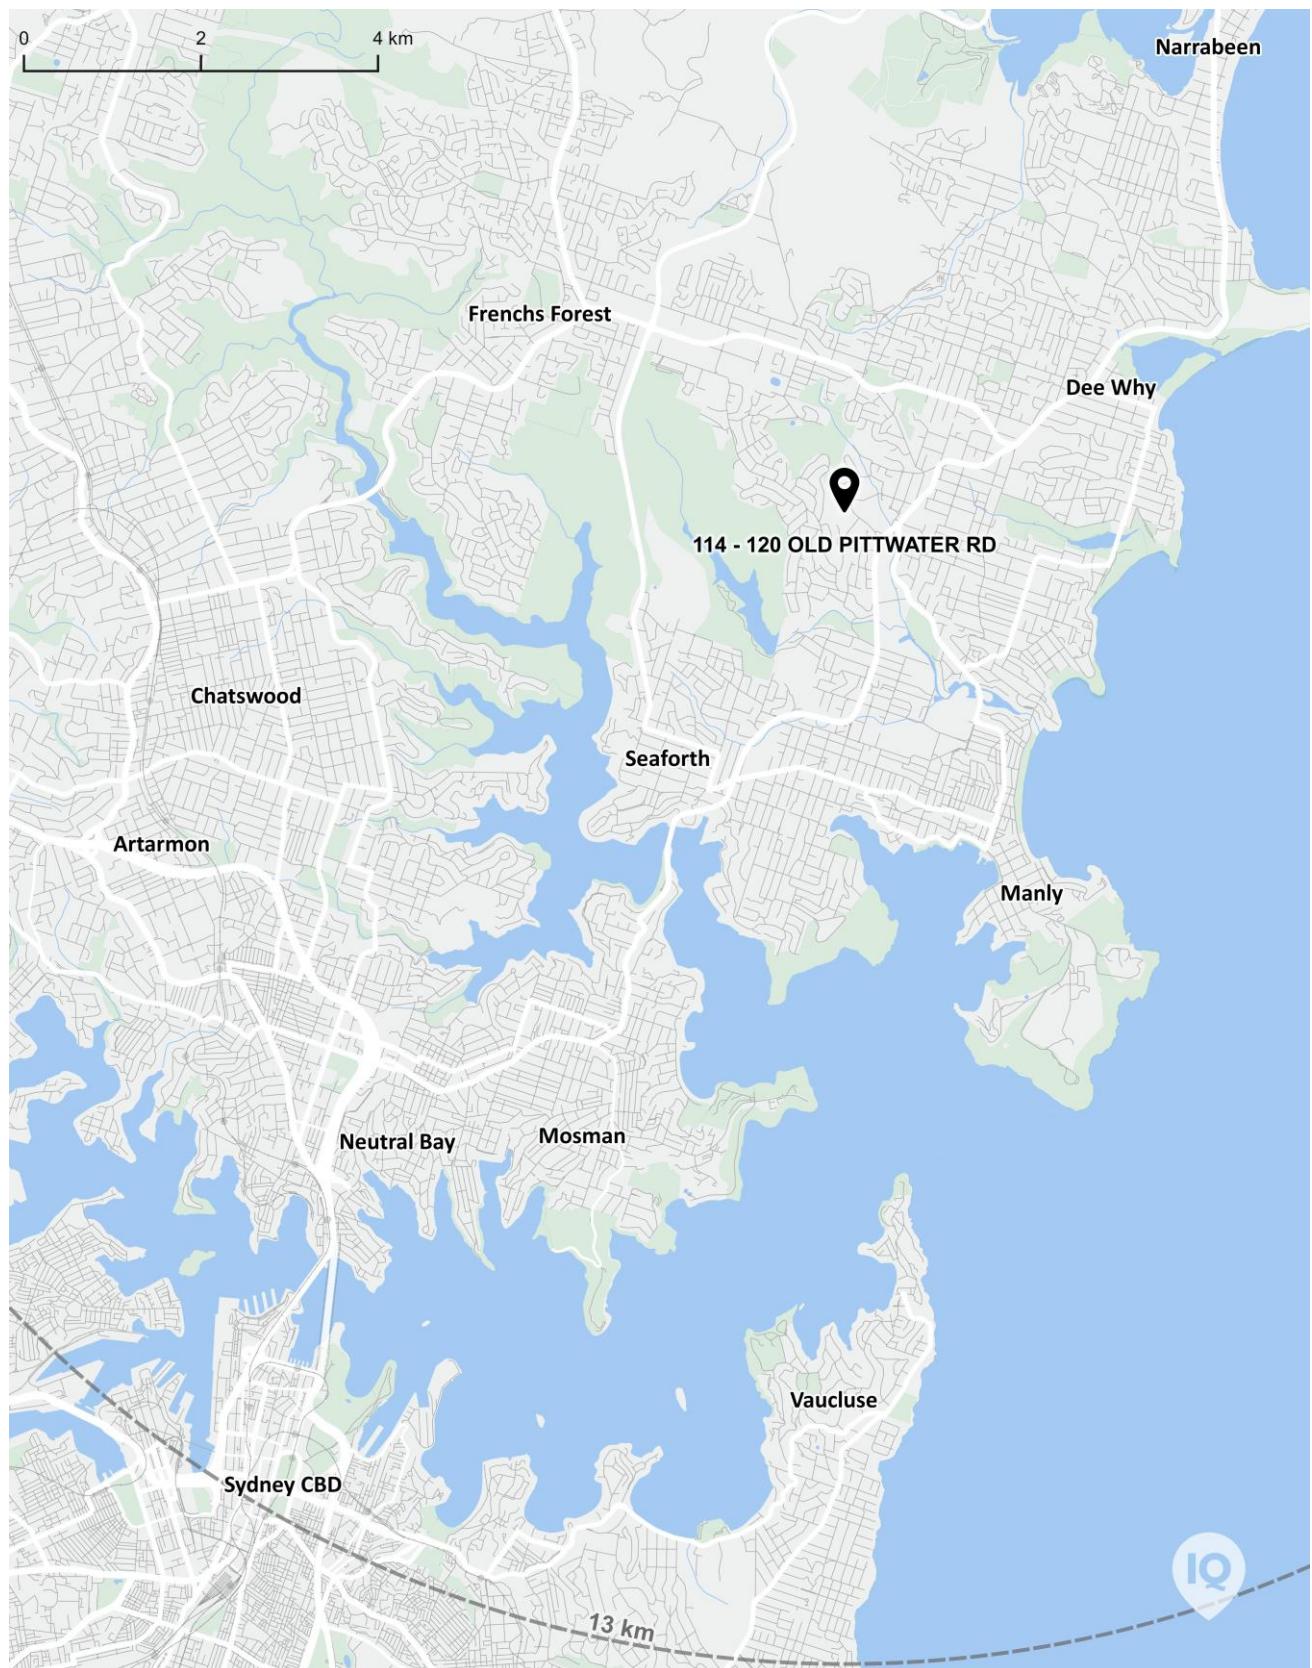 0 2 4 km
Narrabeen
Frenchs Forest
Dee Why
114 - 120 OLD PITTWATER RD
Chatswood
Seaforth
Artarmon
Manly
Neutral Bay
Mosman
Vaucluse
Sydney CBD
IQ
13 km